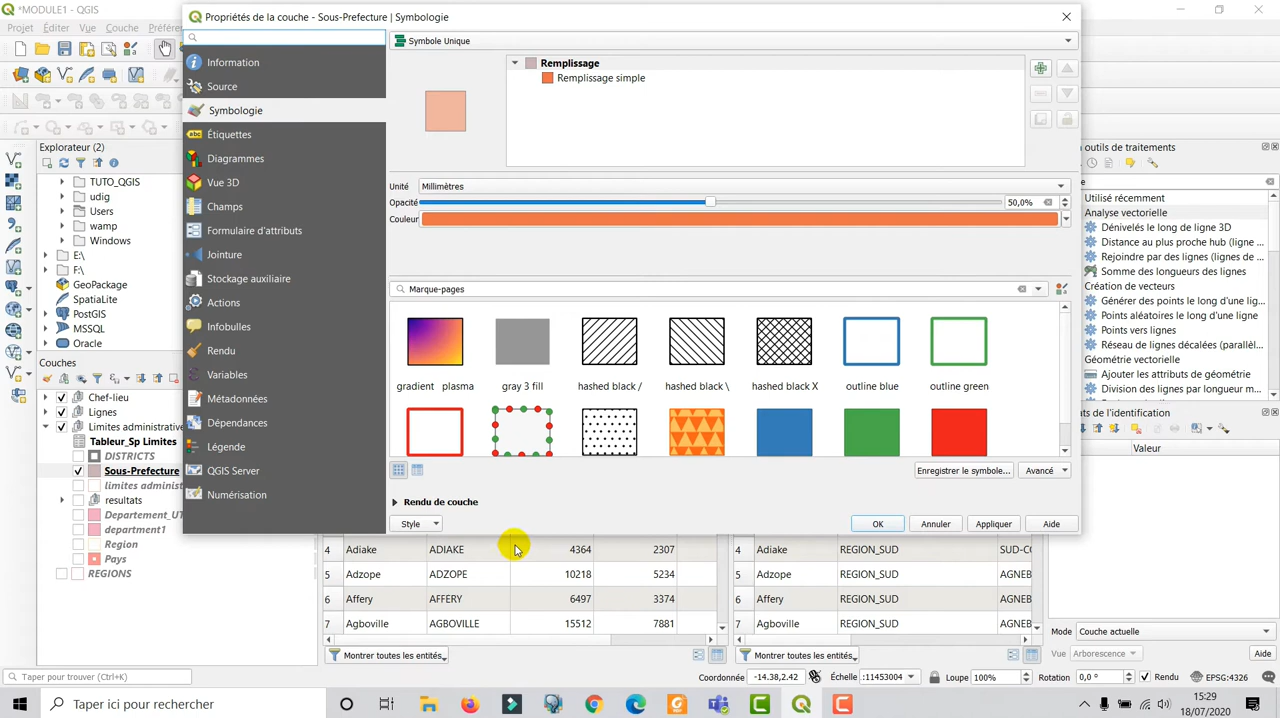 *MODULE1 — QGIS
Projet Éditer Vue Couche Préfére
Propriétés de la couche - Sous-Prefecture | Symbologie
Information
Source
Symbologie
Étiquettes
Diagrammes
Vue 3D
Champs
Formulaire d'attributs
Jointure
Stockage auxiliaire
Actions
Infobulles
Rendu
Variables
Métadonnées
Dépendances
Légende
QGIS Server
Numérisation
Symbole Unique
Remplissage
Remplissage simple
Unité Millimètres
Opacité 50,0%
Couleur
Marque-pages
gradient plasma gray 3 fill hashed black / hashed black \ hashed black X outline blue outline green
Enregistrer le symbole... Avancé
Rendu de couche
Style OK Annuler Appliquer Aide
Explorateur (2)
TUTO_QGIS
udig
Users
wamp
Windows
E:\
F:\
GeoPackage
SpatiaLite
PostGIS
MSSQL
Oracle
Couches
Chef-lieu
Lignes
Limites administrative
Tableur_Sp Limites
DISTRICTS
Sous-Prefecture
limites administ
resultats
Departement_UT
department1
Region
Pays
REGIONS
4 Adiake ADIAKE 4364 2307
5 Adzope ADZOPE 10218 5234
6 Affery AFFERY 6497 3374
7 Agboville AGBOVILLE 15512 7881
Montrer toutes les entités
4 Adiake REGION_SUD SUD-CO
5 Adzope REGION_SUD AGNEB
6 Affery REGION_SUD AGNEB
7 Agboville REGION_SUD AGNEB
Montrer toutes les entités
outils de traitements
e
Utilisé récemment
Analyse vectorielle
Dénivelés le long de ligne 3D
Distance au plus proche hub (ligne ...
Rejoindre par des lignes (lignes de ...
Somme des longueurs des lignes
Création de vecteurs
Générer des points le long d'une lig...
Points aléatoires le long d'une ligne
Points vers lignes
Réseau de lignes décalées (parallèl...
Géométrie vectorielle
Ajouter les attributs de géométrie
Division des lignes par longueur m...
ats de l'identification
Valeur
Mode Couche actuelle
Vue Arborescence Aide
Taper pour trouver (Ctrl+K)
Coordonnée -14.38,2.42 Échelle :11453004 Loupe 100% Rotation 0,0 ° Rendu EPSG:4326
Taper ici pour rechercher
15:29
18/07/2020